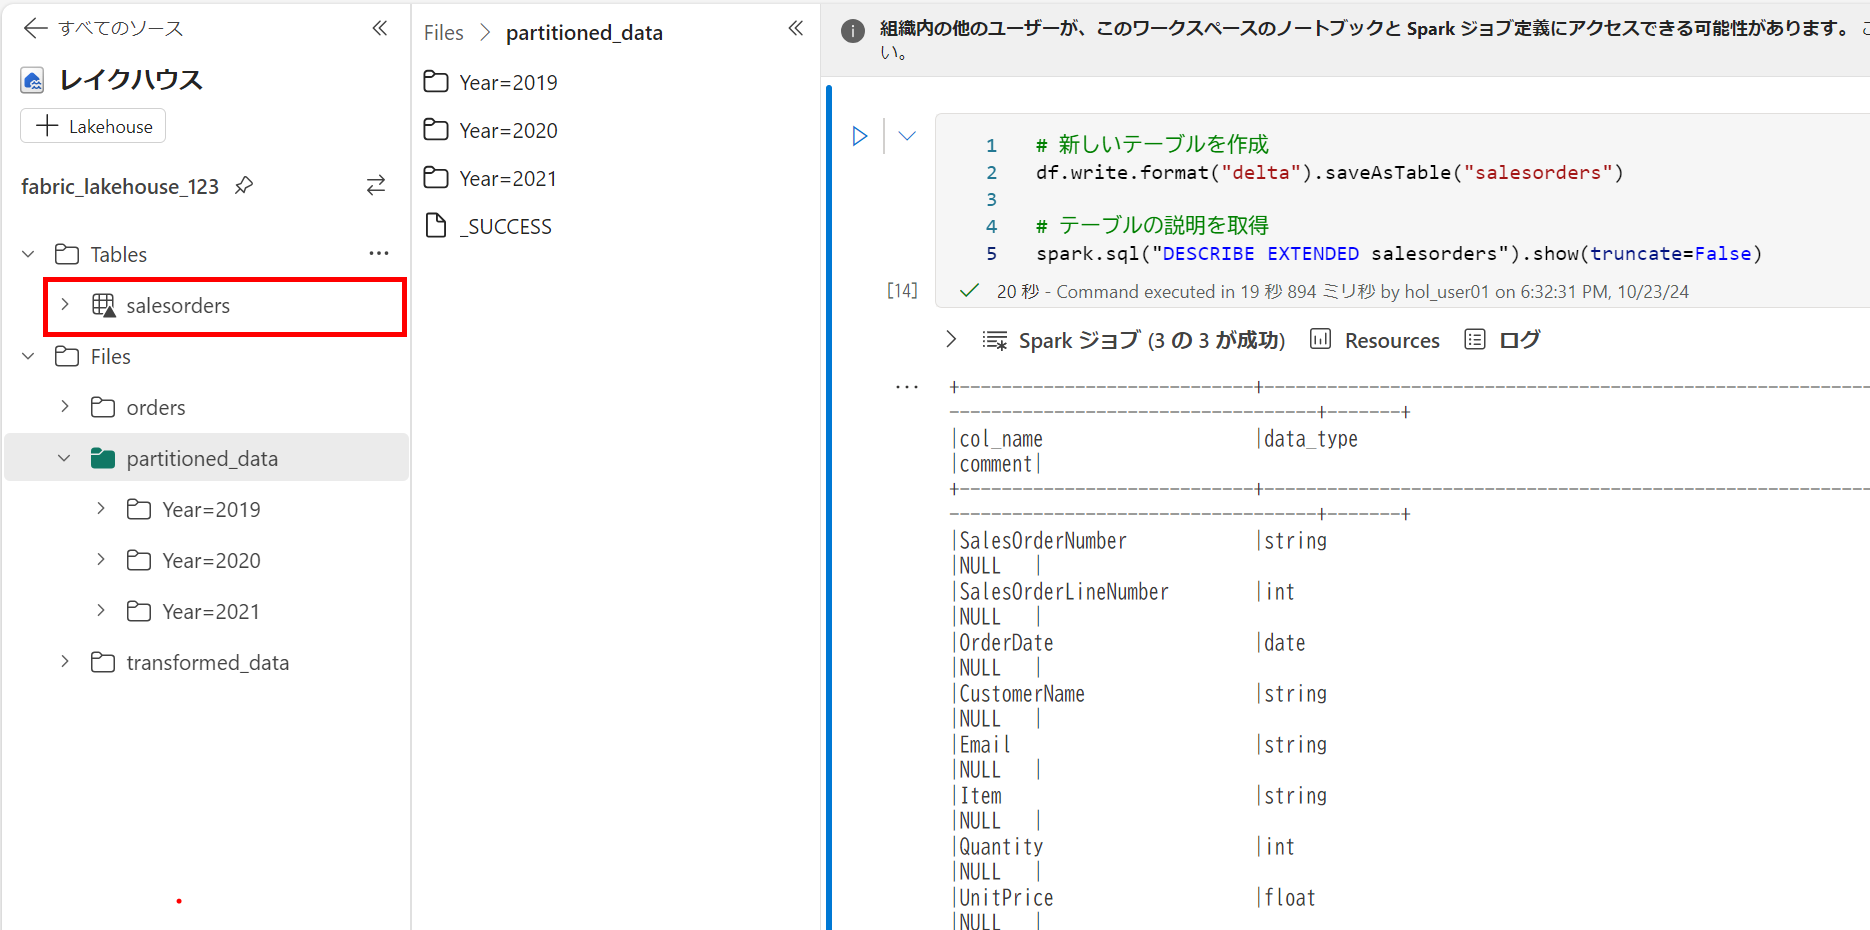 すべてのソース
レイクハウス
Lakehouse
fabric_lakehouse_123
Tables
salesorders
Files
orders
partitioned_data
Year=2019
Year=2020
Year=2021
transformed_data
Files > partitioned_data
Year=2019
Year=2020
Year=2021
_SUCCESS
組織内の他のユーザーが、このワークスペースのノートブックと Spark ジョブ定義にアクセスできる可能性があります。
い。
1 # 新しいテーブルを作成
2 df.write.format("delta").saveAsTable("salesorders")
3
4 # テーブルの説明を取得
5 spark.sql("DESCRIBE EXTENDED salesorders").show(truncate=False)
[14] 20 秒 - Command executed in 19 秒 894 ミリ秒 by hol_user01 on 6:32:31 PM, 10/23/24
Spark ジョブ (3 の 3 が成功) Resources ログ
|col_name |data_type
|comment|
|SalesOrderNumber |string
|NULL |
|SalesOrderLineNumber |int
|NULL |
|OrderDate |date
|NULL |
|CustomerName |string
|NULL |
|Email |string
|NULL |
|Item |string
|NULL |
|Quantity |int
|NULL |
|UnitPrice |float
|NULL |